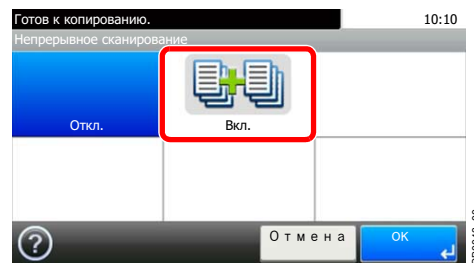 Готов к копированию. 10:10
Непрерывное сканирование
Откл. Вкл.
Отмена OK